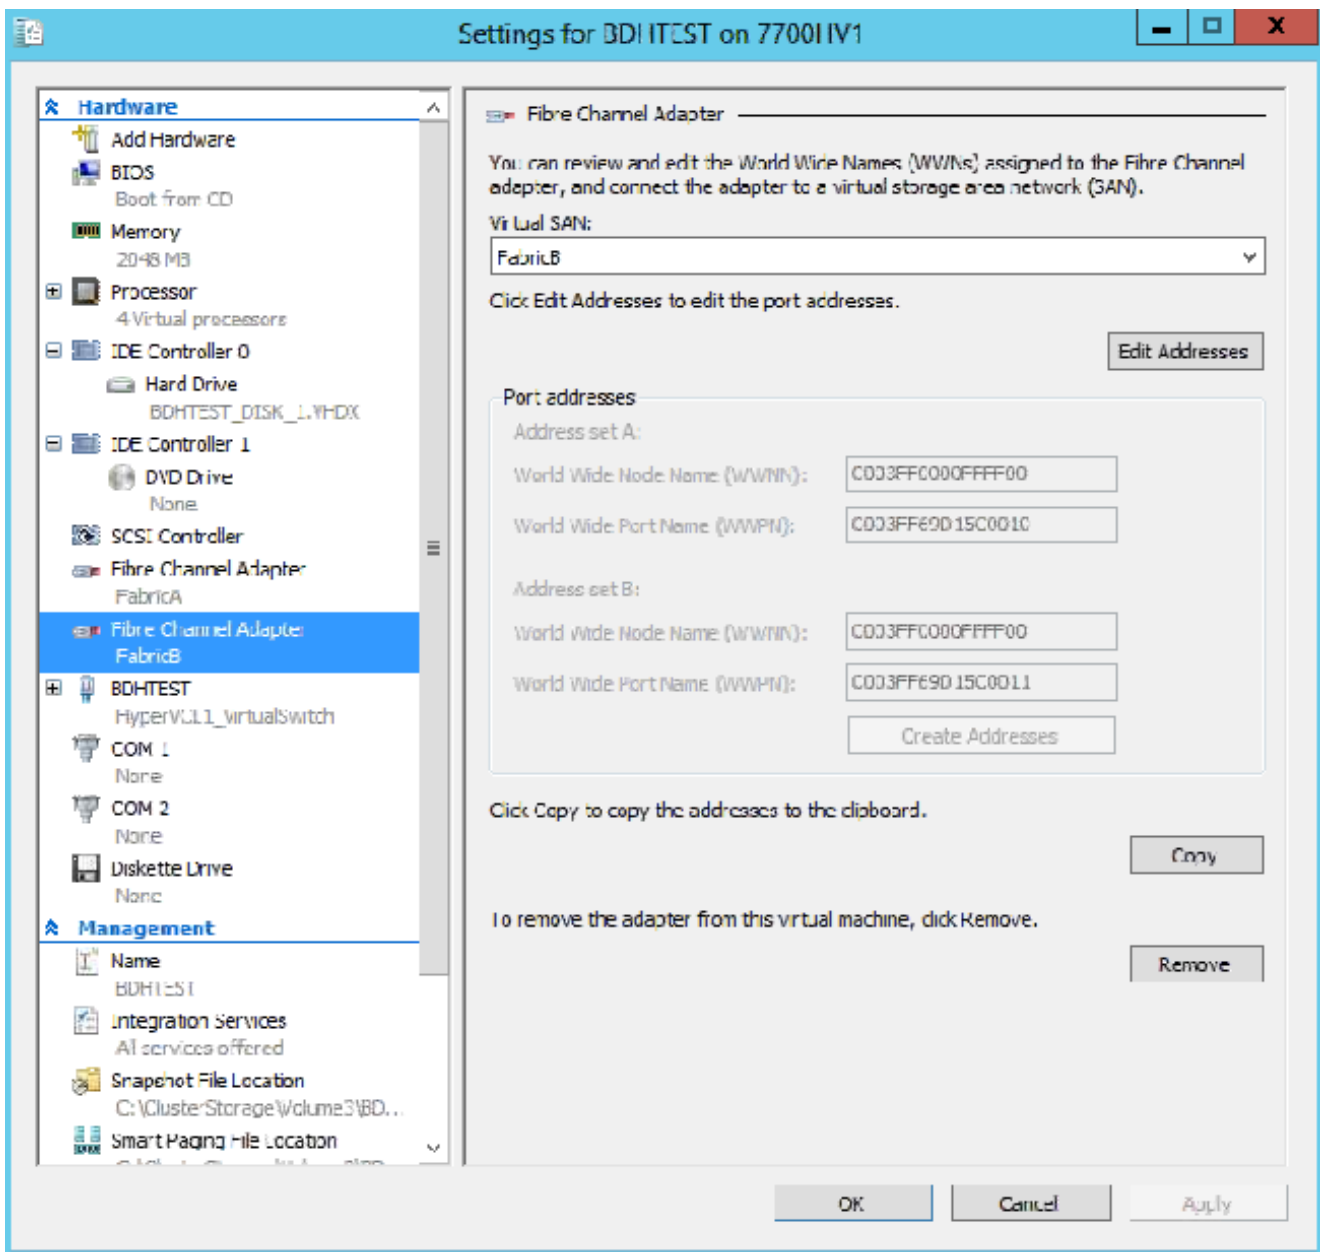 Settings for BDHTEST on 7700HV1
Hardware
Add Hardware
BIOS
Boot from CD
Memory
2048 MB
Processor
4 Virtual processors
IDE Controller 0
Hard Drive
BDHTEST_DISK_1.VHDX
IDE Controller 1
DVD Drive
None
SCSI Controller
Fibre Channel Adapter
FabricA
Fibre Channel Adapter
FabricB
BDHTEST
HyperVCL1_VirtualSwitch
COM 1
None
COM 2
None
Diskette Drive
None
Management
Name
BDHTEST
Integration Services
All services offered
Snapshot File Location
C:\ClusterStorage\Volume3\BD...
Smart Paging File Location
Fibre Channel Adapter
You can review and edit the World Wide Names (WWNs) assigned to the Fibre Channel
adapter, and connect the adapter to a virtual storage area network (SAN).
Virtual SAN:
FabricB
Click Edit Addresses to edit the port addresses.
Edit Addresses
Port addresses
Address set A:
World Wide Node Name (WWNN):
C003FF0000FFFF00
World Wide Port Name (WWPN):
C003FF69D15C0010
Address set B:
World Wide Node Name (WWNN):
C003FF0000FFFF00
World Wide Port Name (WWPN):
C003FF69D15C0011
Create Addresses
Click Copy to copy the addresses to the clipboard.
Copy
To remove the adapter from this virtual machine, click Remove.
Remove
OK
Cancel
Apply